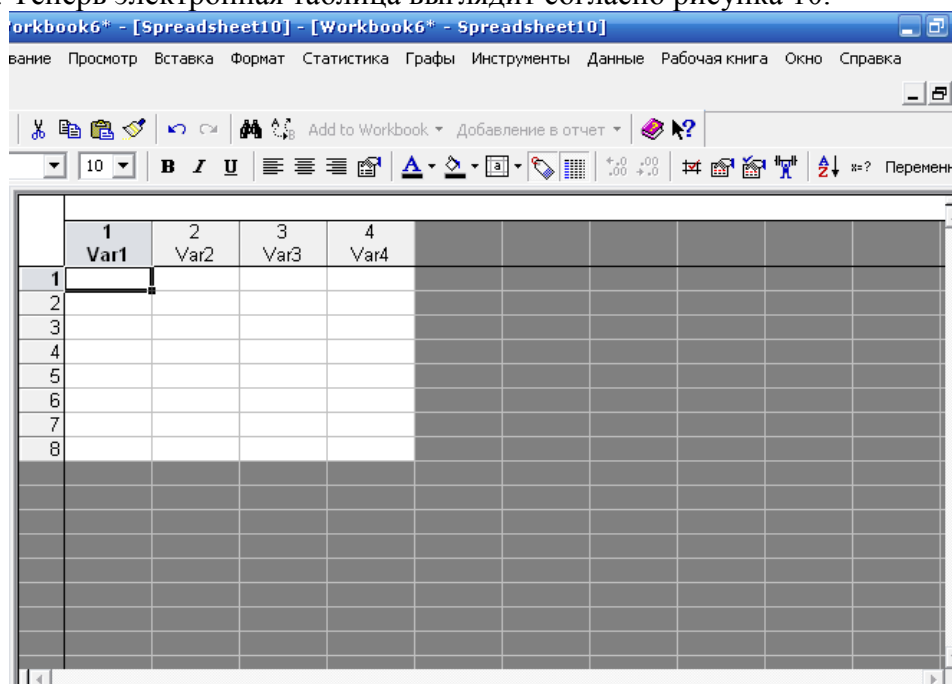 Теперь электронная таблица выглядит согласно рисунка 10.
orkbook6* - [Spreadsheet10] - [Workbook6* - Spreadsheet10]
вание Просмотр Вставка Формат Статистика Графы Инструменты Данные Рабочая книга Окно Справка
Add to Workbook Добавление в отчет
10 B I U A a x=? Перемен
1 2 3 4
Var1 Var2 Var3 Var4
1
2
3
4
5
6
7
8